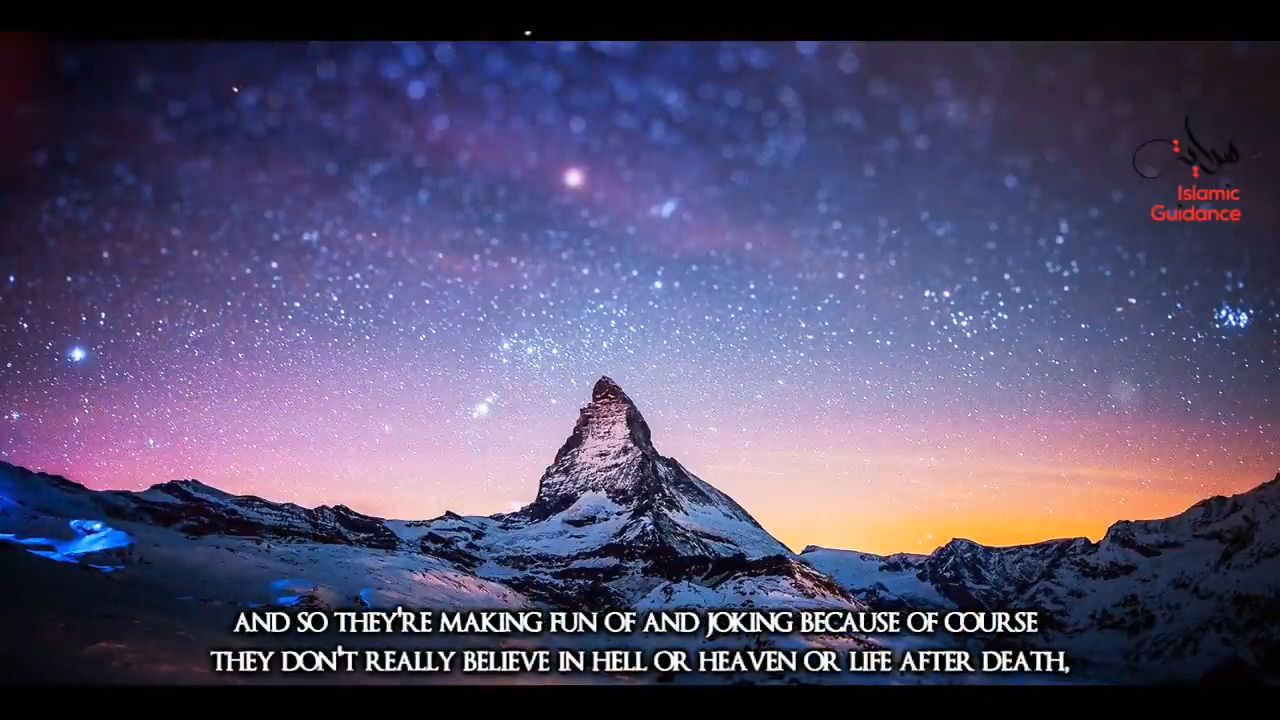 هداية
Islamic
Guidance
AND SO THEY'RE MAKING FUN OF AND JOKING BECAUSE OF COURSE
THEY DON'T REALLY BELIEVE IN HELL OR HEAVEN OR LIFE AFTER DEATH,